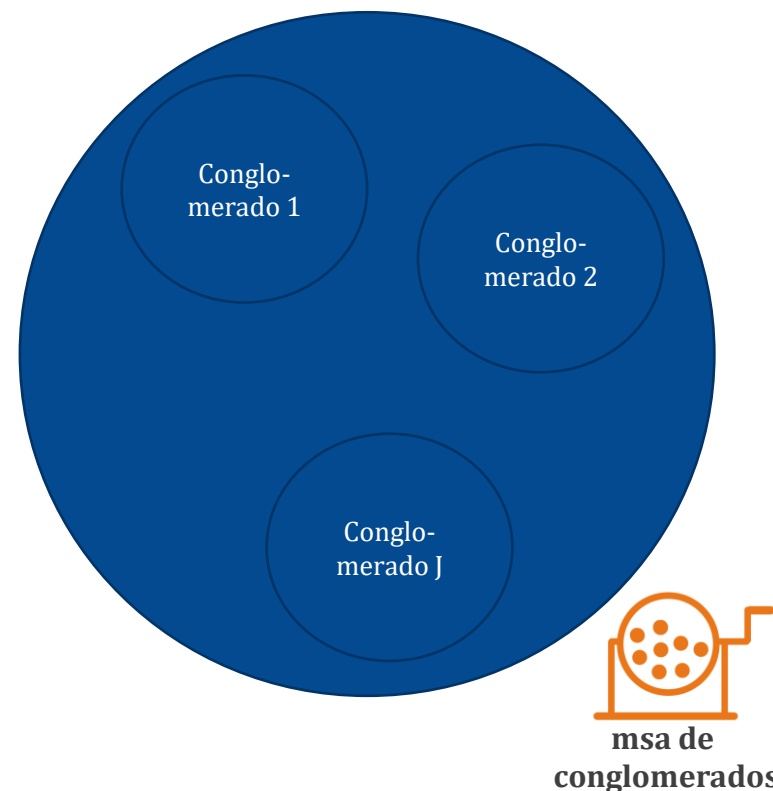 Conglo-
merado 1
Conglo-
merado 2
Conglo-
merado J
msa de
conglomerados